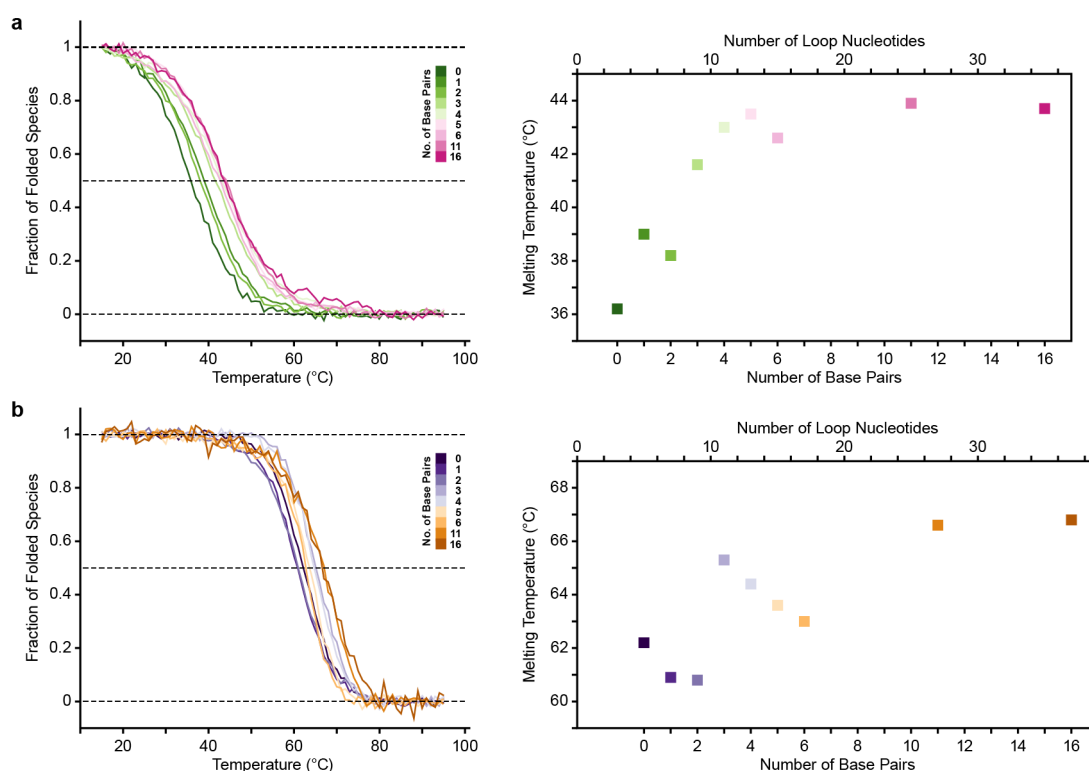 a
Fraction of Folded Species
1
0.8
0.6
0.4
0.2
0
20 40 60 80 100
Temperature (°C)
No. of Base Pairs
0
1
2
3
4
5
6
11
16
Number of Loop Nucleotides
0 10 20 30
Melting Temperature (°C)
44
42
40
38
36
0 2 4 6 8 10 12 14 16
Number of Base Pairs
b
Fraction of Folded Species
1
0.8
0.6
0.4
0.2
0
20 40 60 80 100
Temperature (°C)
No. of Base Pairs
0
1
2
3
4
5
6
11
16
Number of Loop Nucleotides
0 10 20 30
Melting Temperature (°C)
68
66
64
62
60
0 2 4 6 8 10 12 14 16
Number of Base Pairs